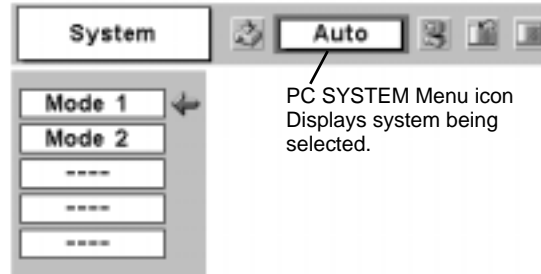 System
Auto
PC SYSTEM Menu icon
Displays system being
selected.
Mode 1
Mode 2
----
----
----